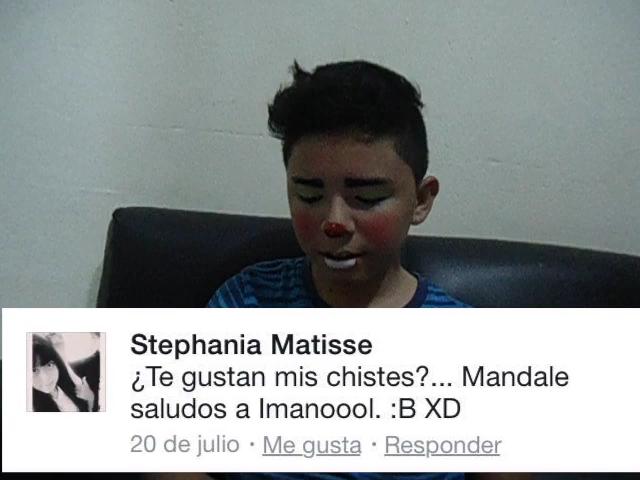 Stephania Matisse
¿Te gustan mis chistes?... Mandale
saludos a Imanoool. :B XD
20 de julio · Me gusta · Responder